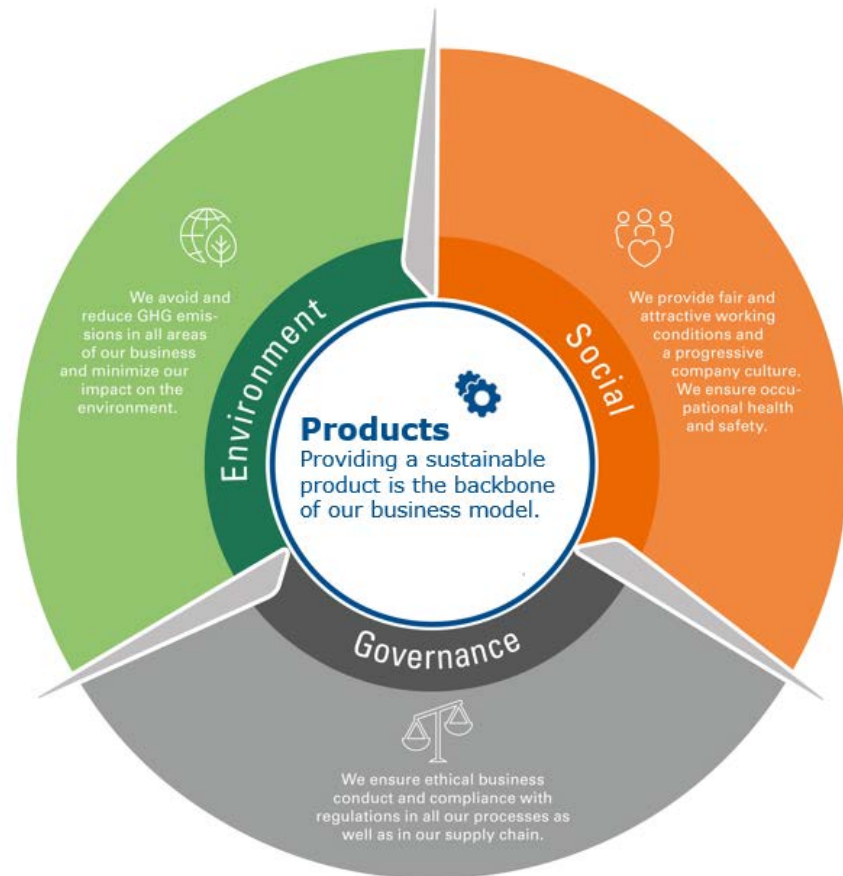 Environment
We avoid and
reduce GHG emis-
sions in all areas
of our business
and minimize our
impact on the
environment.
Social
We provide fair and
attractive working
conditions and
a progressive
company culture.
We ensure occu-
pational health
and safety.
Products
Providing a sustainable
product is the backbone
of our business model.
Governance
We ensure ethical business
conduct and compliance with
regulations in all our processes as
well as in our supply chain.